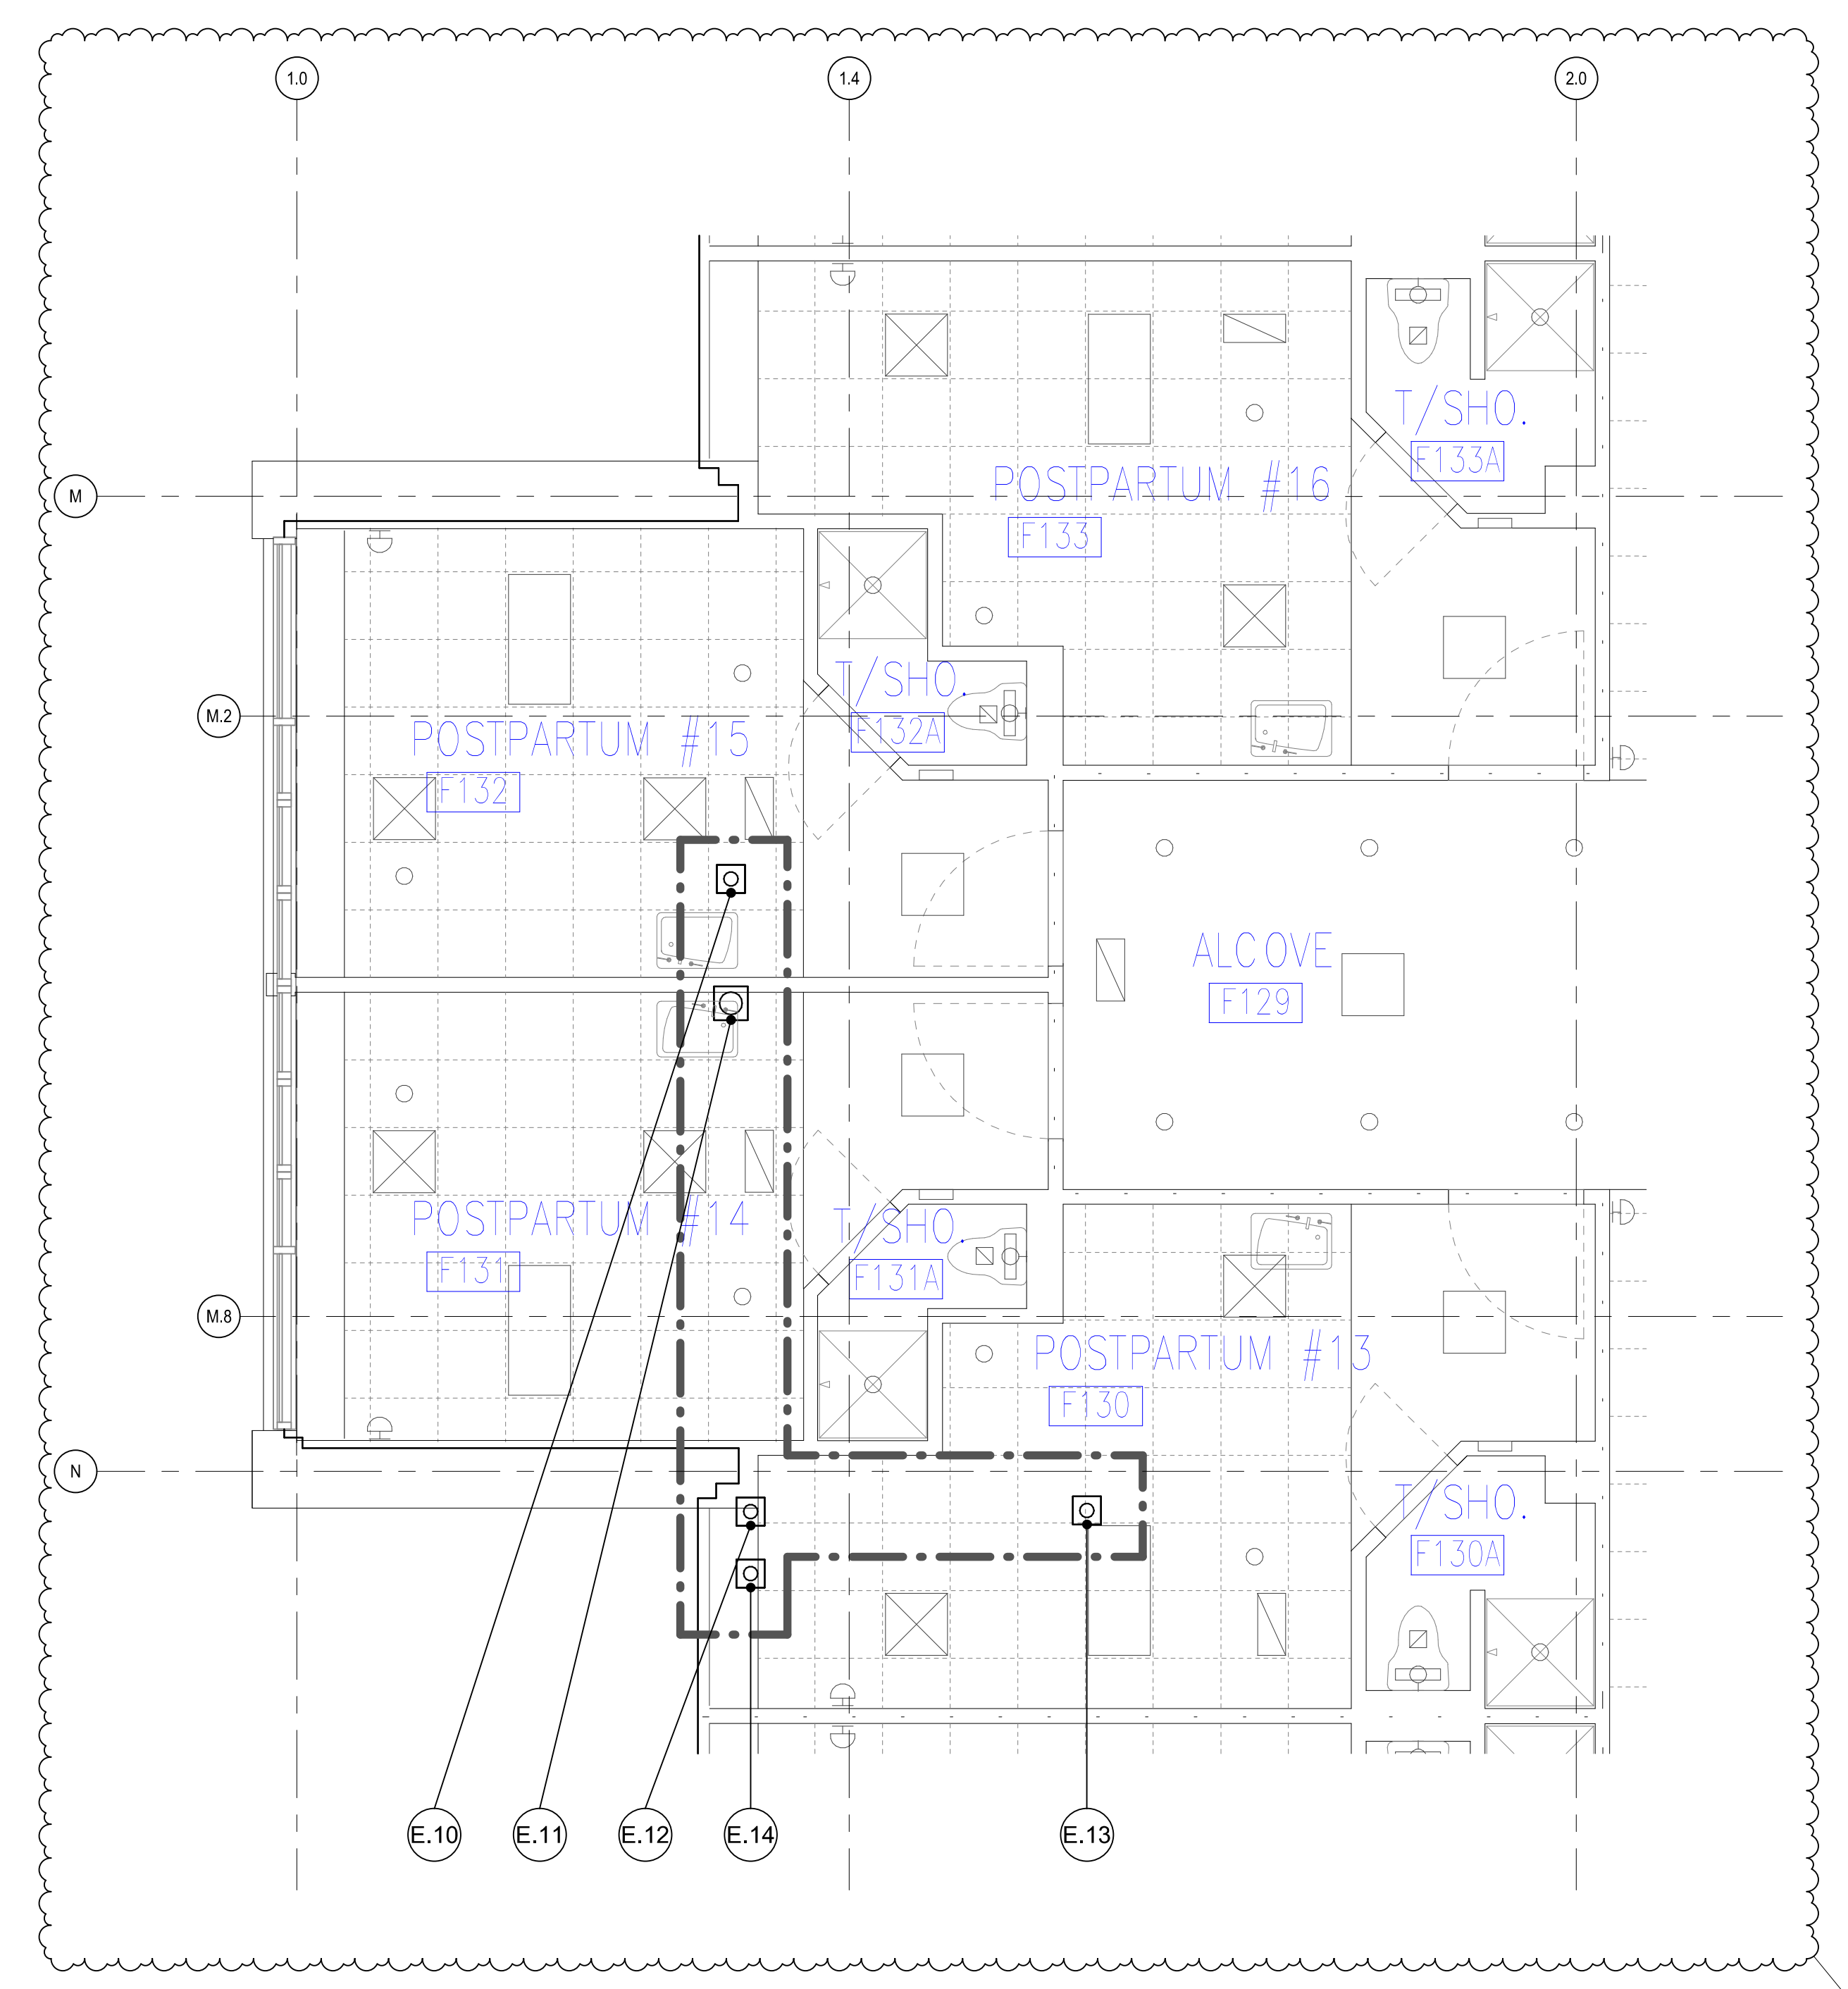 1.0
1.4
2.0
T/SHO.
F133A
POSTPARTUM #16
M
F133
T/SHO.
M.2
F132A
POSTPARTUM #15
F132
ALCOVE
F129
POSTPARTUM #14
T/SHO.
F131
F131A
M.8
POSTPARTUM #13
F130
N
T/SHO.
F130A
E.10
E.11
E.12
E.14
E.13